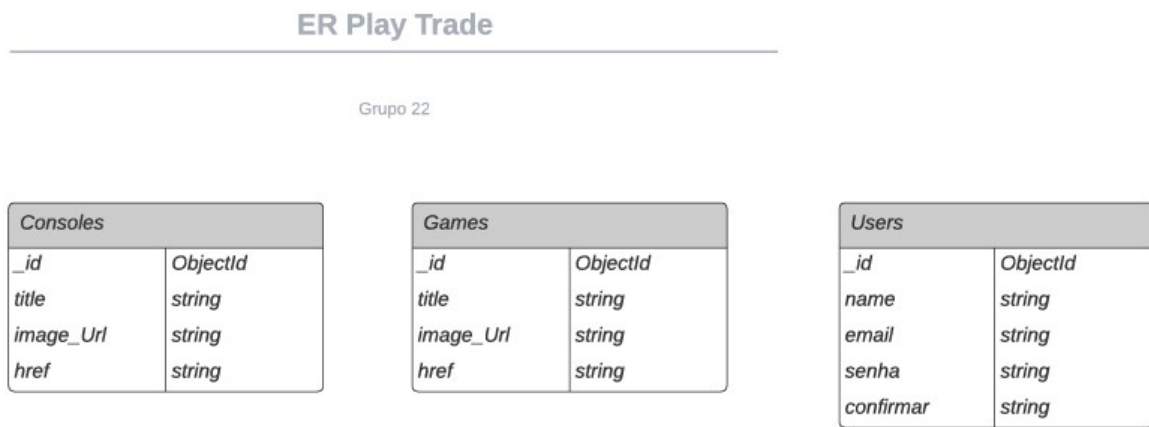 ER Play Trade
Grupo 22
Consoles
_id ObjectId
title string
image_Url string
href string
Games
_id ObjectId
title string
image_Url string
href string
Users
_id ObjectId
name string
email string
senha string
confirmar string